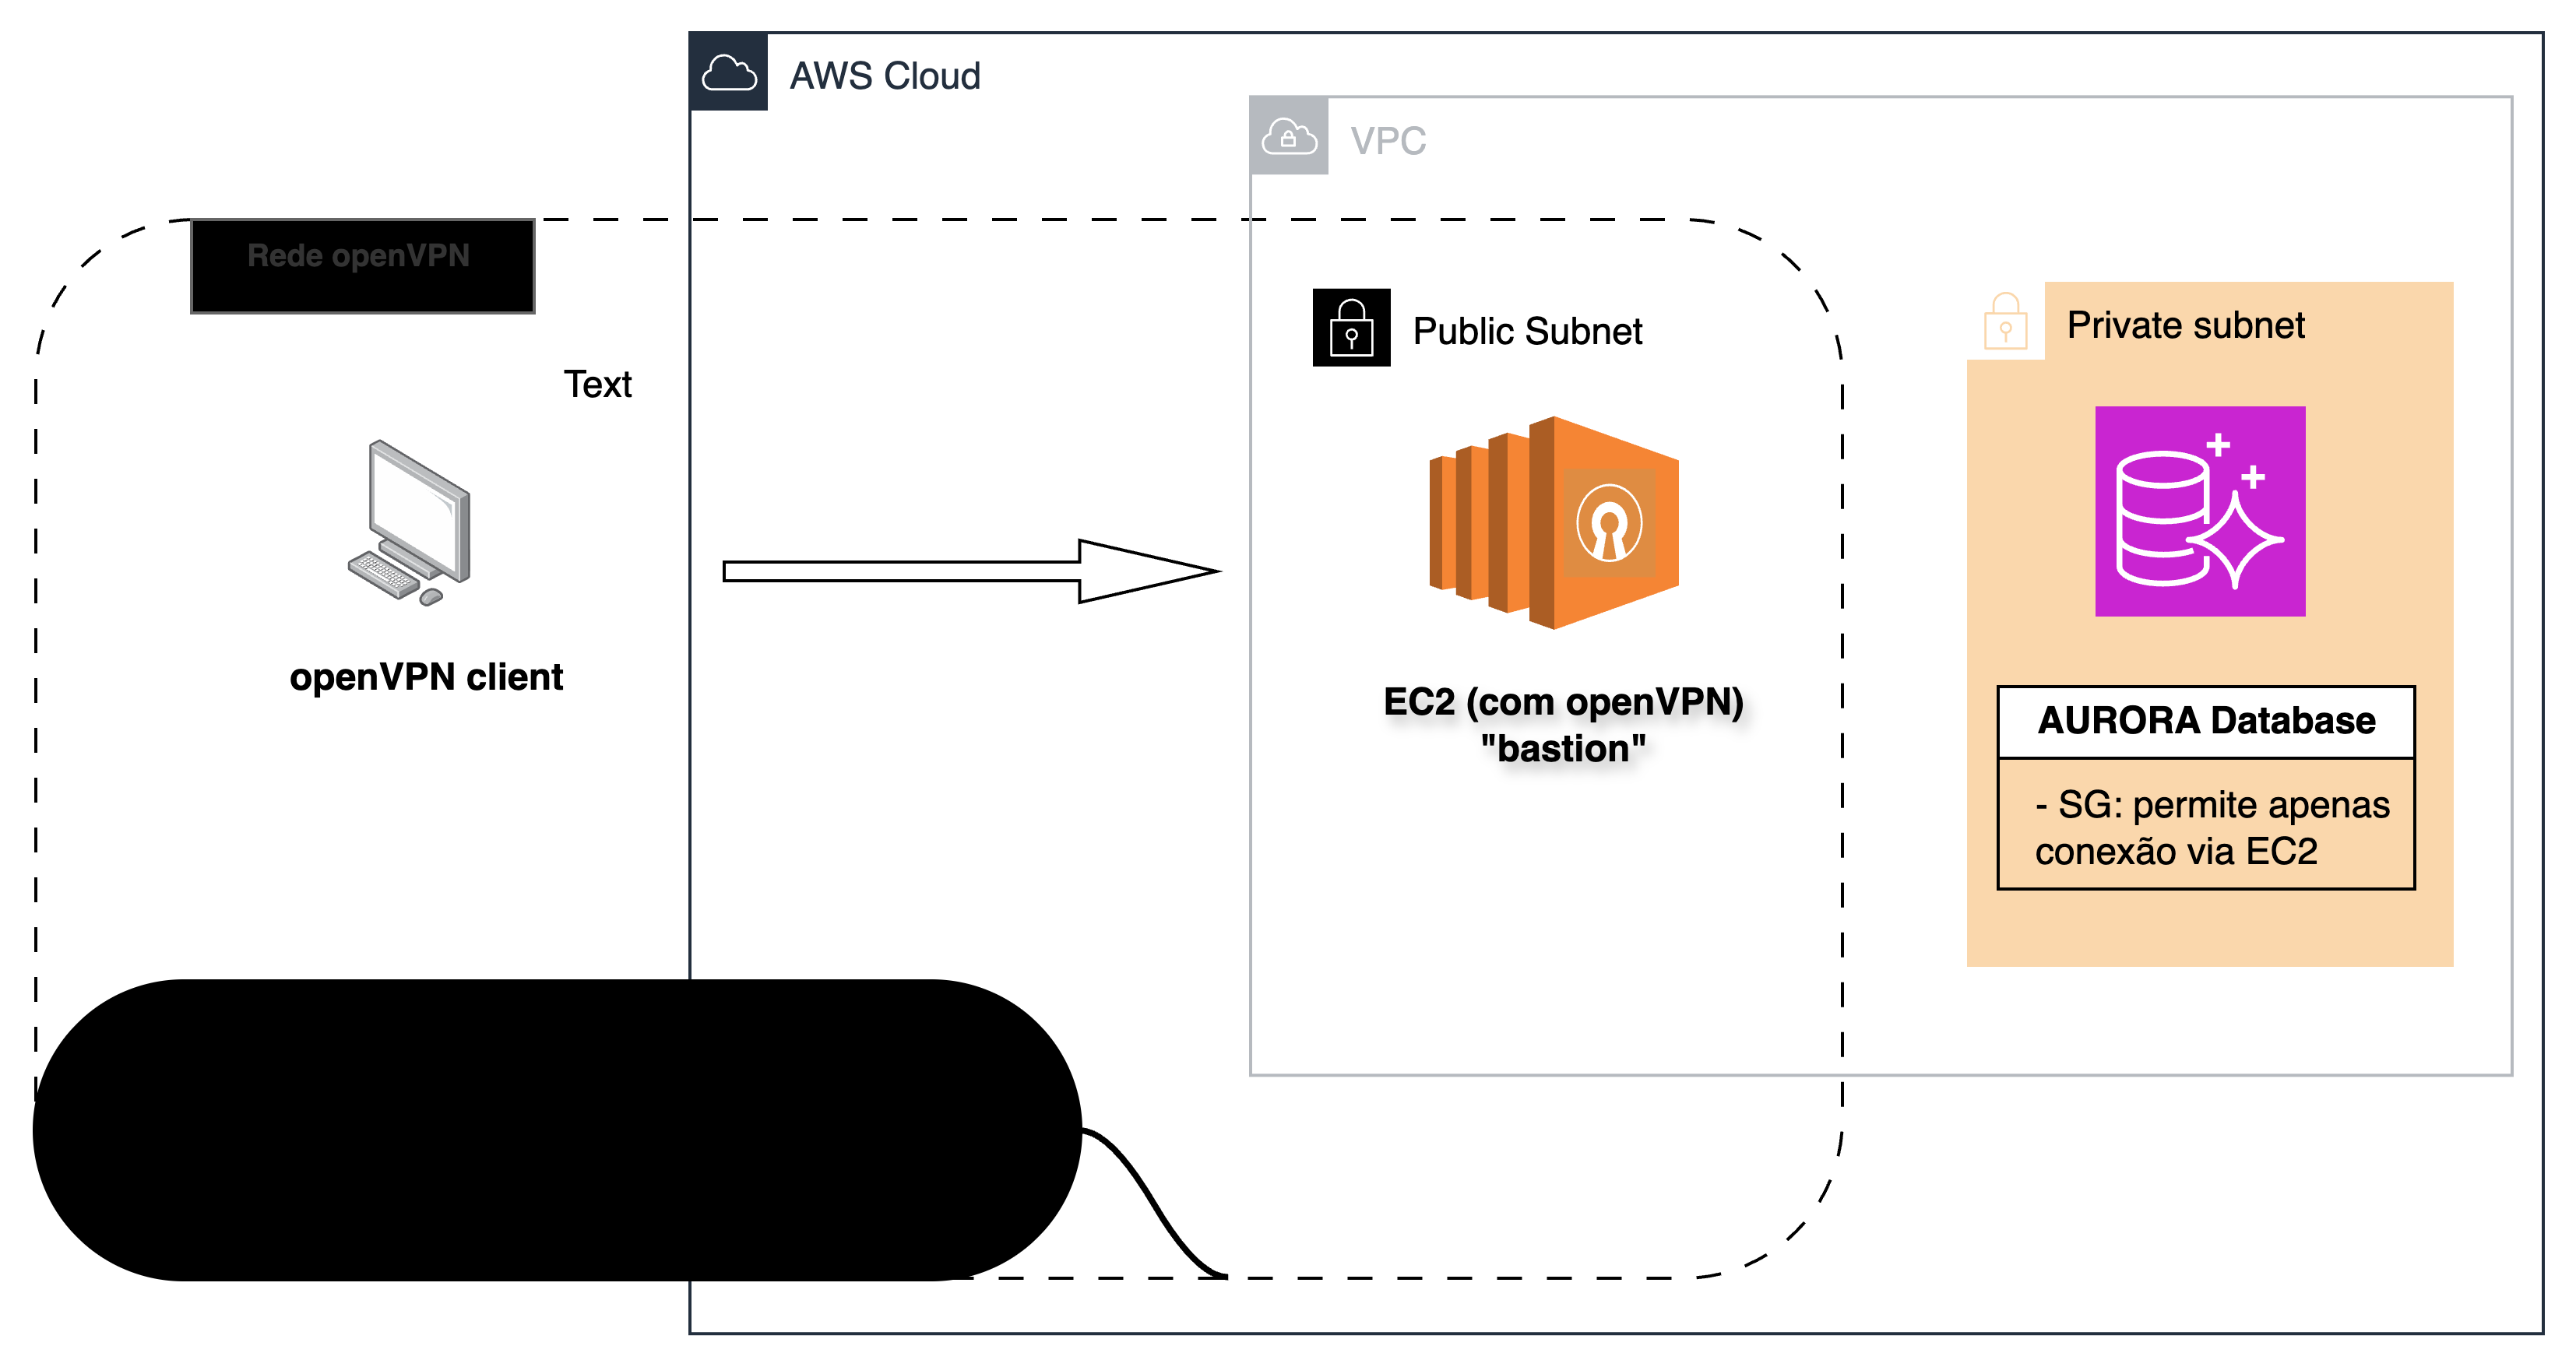 AWS Cloud
VPC
Rede openVPN
Public Subnet
Private subnet
Text
openVPN client
EC2 (com openVPN)
"bastion"
AURORA Database
- SG: permite apenas
conexão via EC2